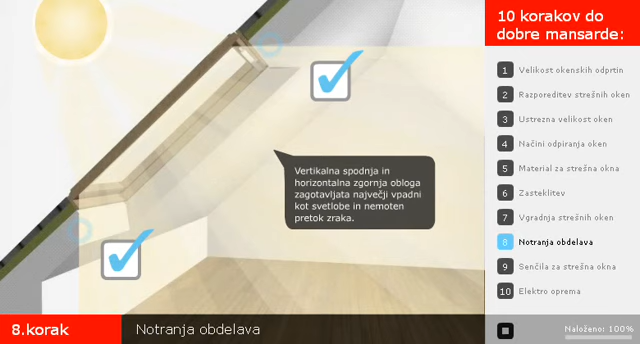 10 korakov do
dobre mansarde:
1 Velikost okenskih odprtin
2 Razporeditev strešnih oken
3 Ustrezna velikost oken
4 Načini odpiranja oken
5 Material za strešna okna
6 Zasteklitev
7 Vgradnja strešnih oken
8 Notranja obdelava
9 Senčila za strešna okna
10 Elektro oprema
Vertikalna spodnja in
horizontalna zgornja obloga
zagotavljata največji vpadni
kot svetlobe in nemoten
pretok zraka.
8.korak Notranja obdelava
Naloženo: 100%